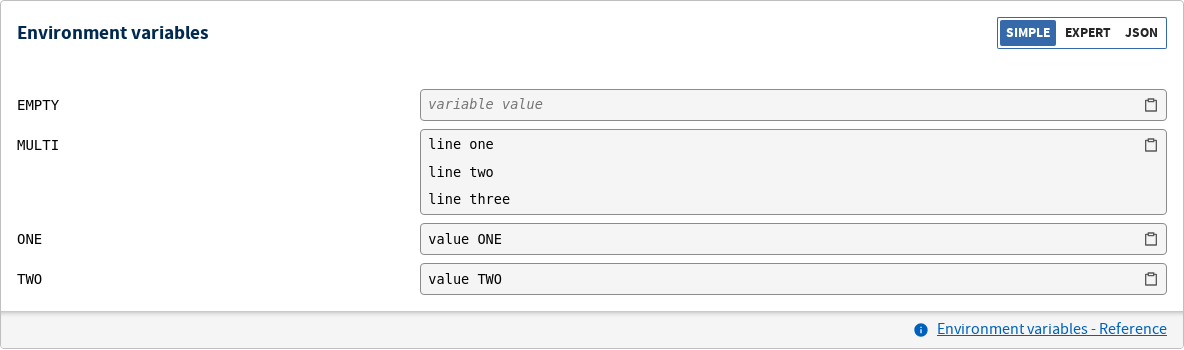 Environment variables
SIMPLE EXPERT JSON
EMPTY
variable value
MULTI
line one
line two
line three
ONE
value ONE
TWO
value TWO
Environment variables - Reference